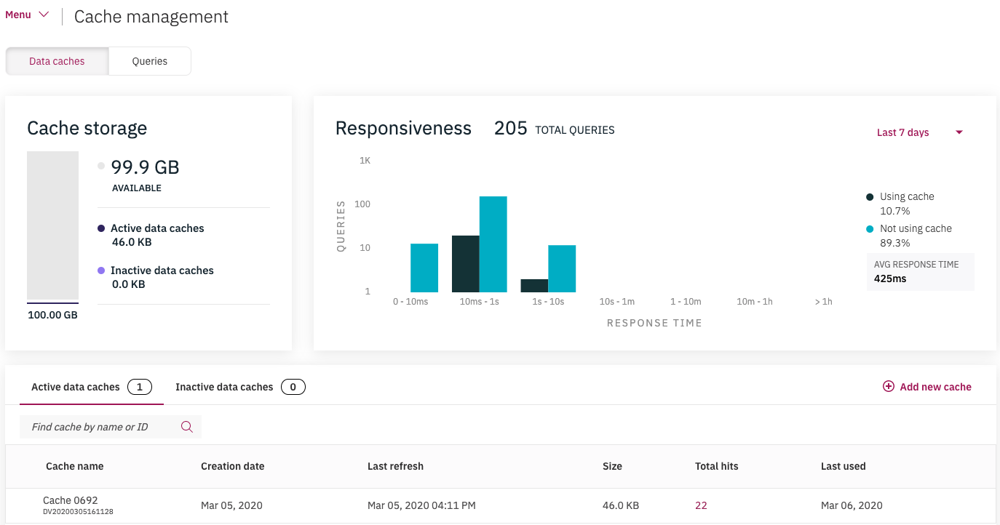 Menu
Cache management
Data caches
Queries
Cache storage
99.9 GB
AVAILABLE
Active data caches
46.0 KB
Inactive data caches
0.0 KB
100.00 GB
Responsiveness 205 TOTAL QUERIES
Last 7 days
1K
100
10
1
QUERIES
0 - 10ms 10ms - 1s 1s - 10s 10s - 1m 1 - 10m 10m - 1h > 1h
RESPONSE TIME
Using cache
10.7%
Not using cache
89.3%
AVG RESPONSE TIME
425ms
Active data caches 1 Inactive data caches 0
Add new cache
Find cache by name or ID
Cache name Creation date Last refresh Size Total hits Last used
Cache 0692 Mar 05, 2020 Mar 05, 2020 04:11 PM 46.0 KB 22 Mar 06, 2020
DV20200305161128